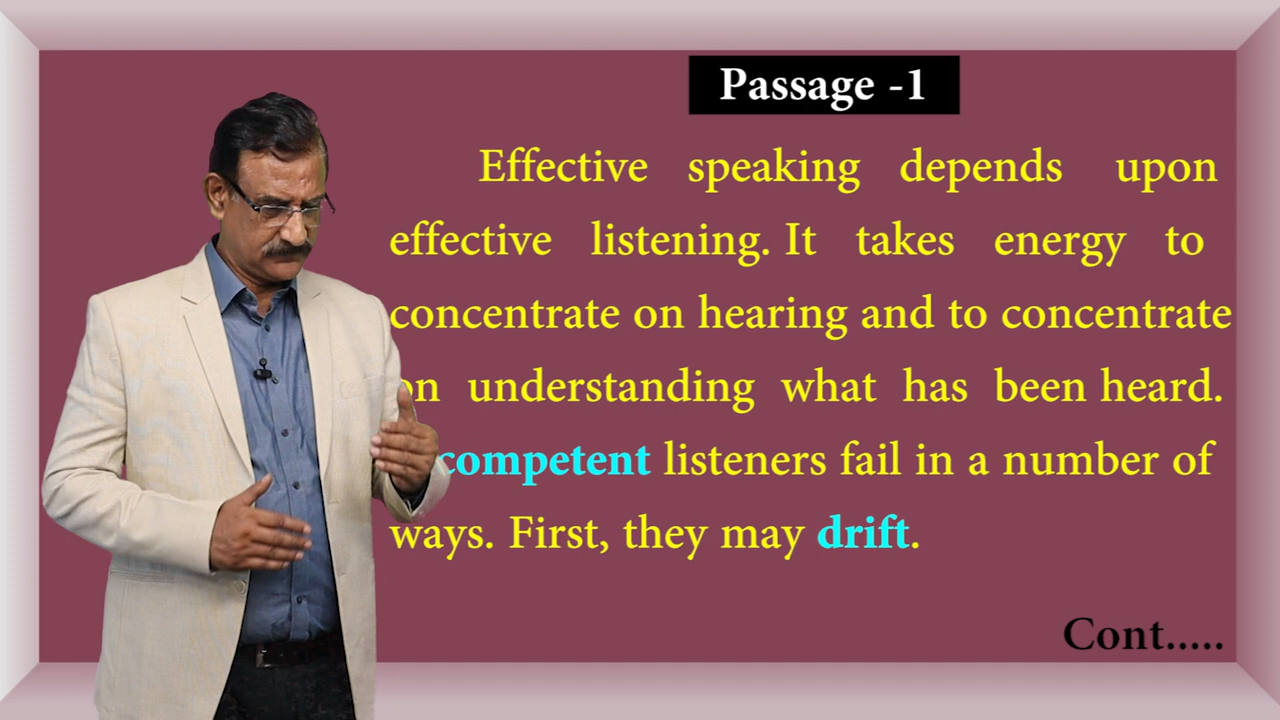 Passage -1
Effective speaking depends upon
effective listening. It takes energy to
concentrate on hearing and to concentrate
on understanding what has been heard.
competent listeners fail in a number of
ways. First, they may drift.
Cont.....